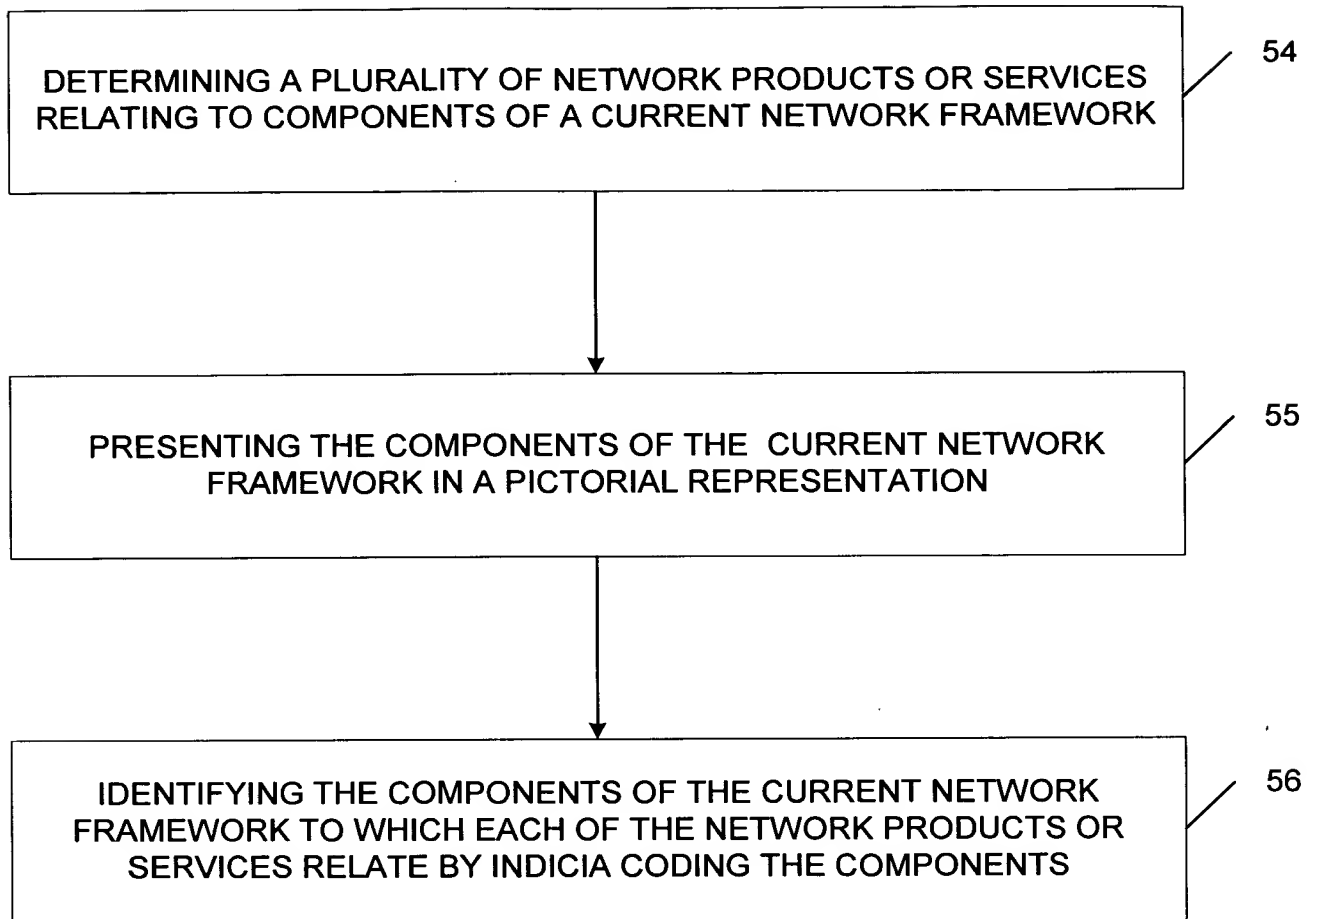 DETERMINING A PLURALITY OF NETWORK PRODUCTS OR SERVICES
RELATING TO COMPONENTS OF A CURRENT NETWORK FRAMEWORK
54
PRESENTING THE COMPONENTS OF THE CURRENT NETWORK
FRAMEWORK IN A PICTORIAL REPRESENTATION
55
IDENTIFYING THE COMPONENTS OF THE CURRENT NETWORK
FRAMEWORK TO WHICH EACH OF THE NETWORK PRODUCTS OR
SERVICES RELATE BY INDICIA CODING THE COMPONENTS
56